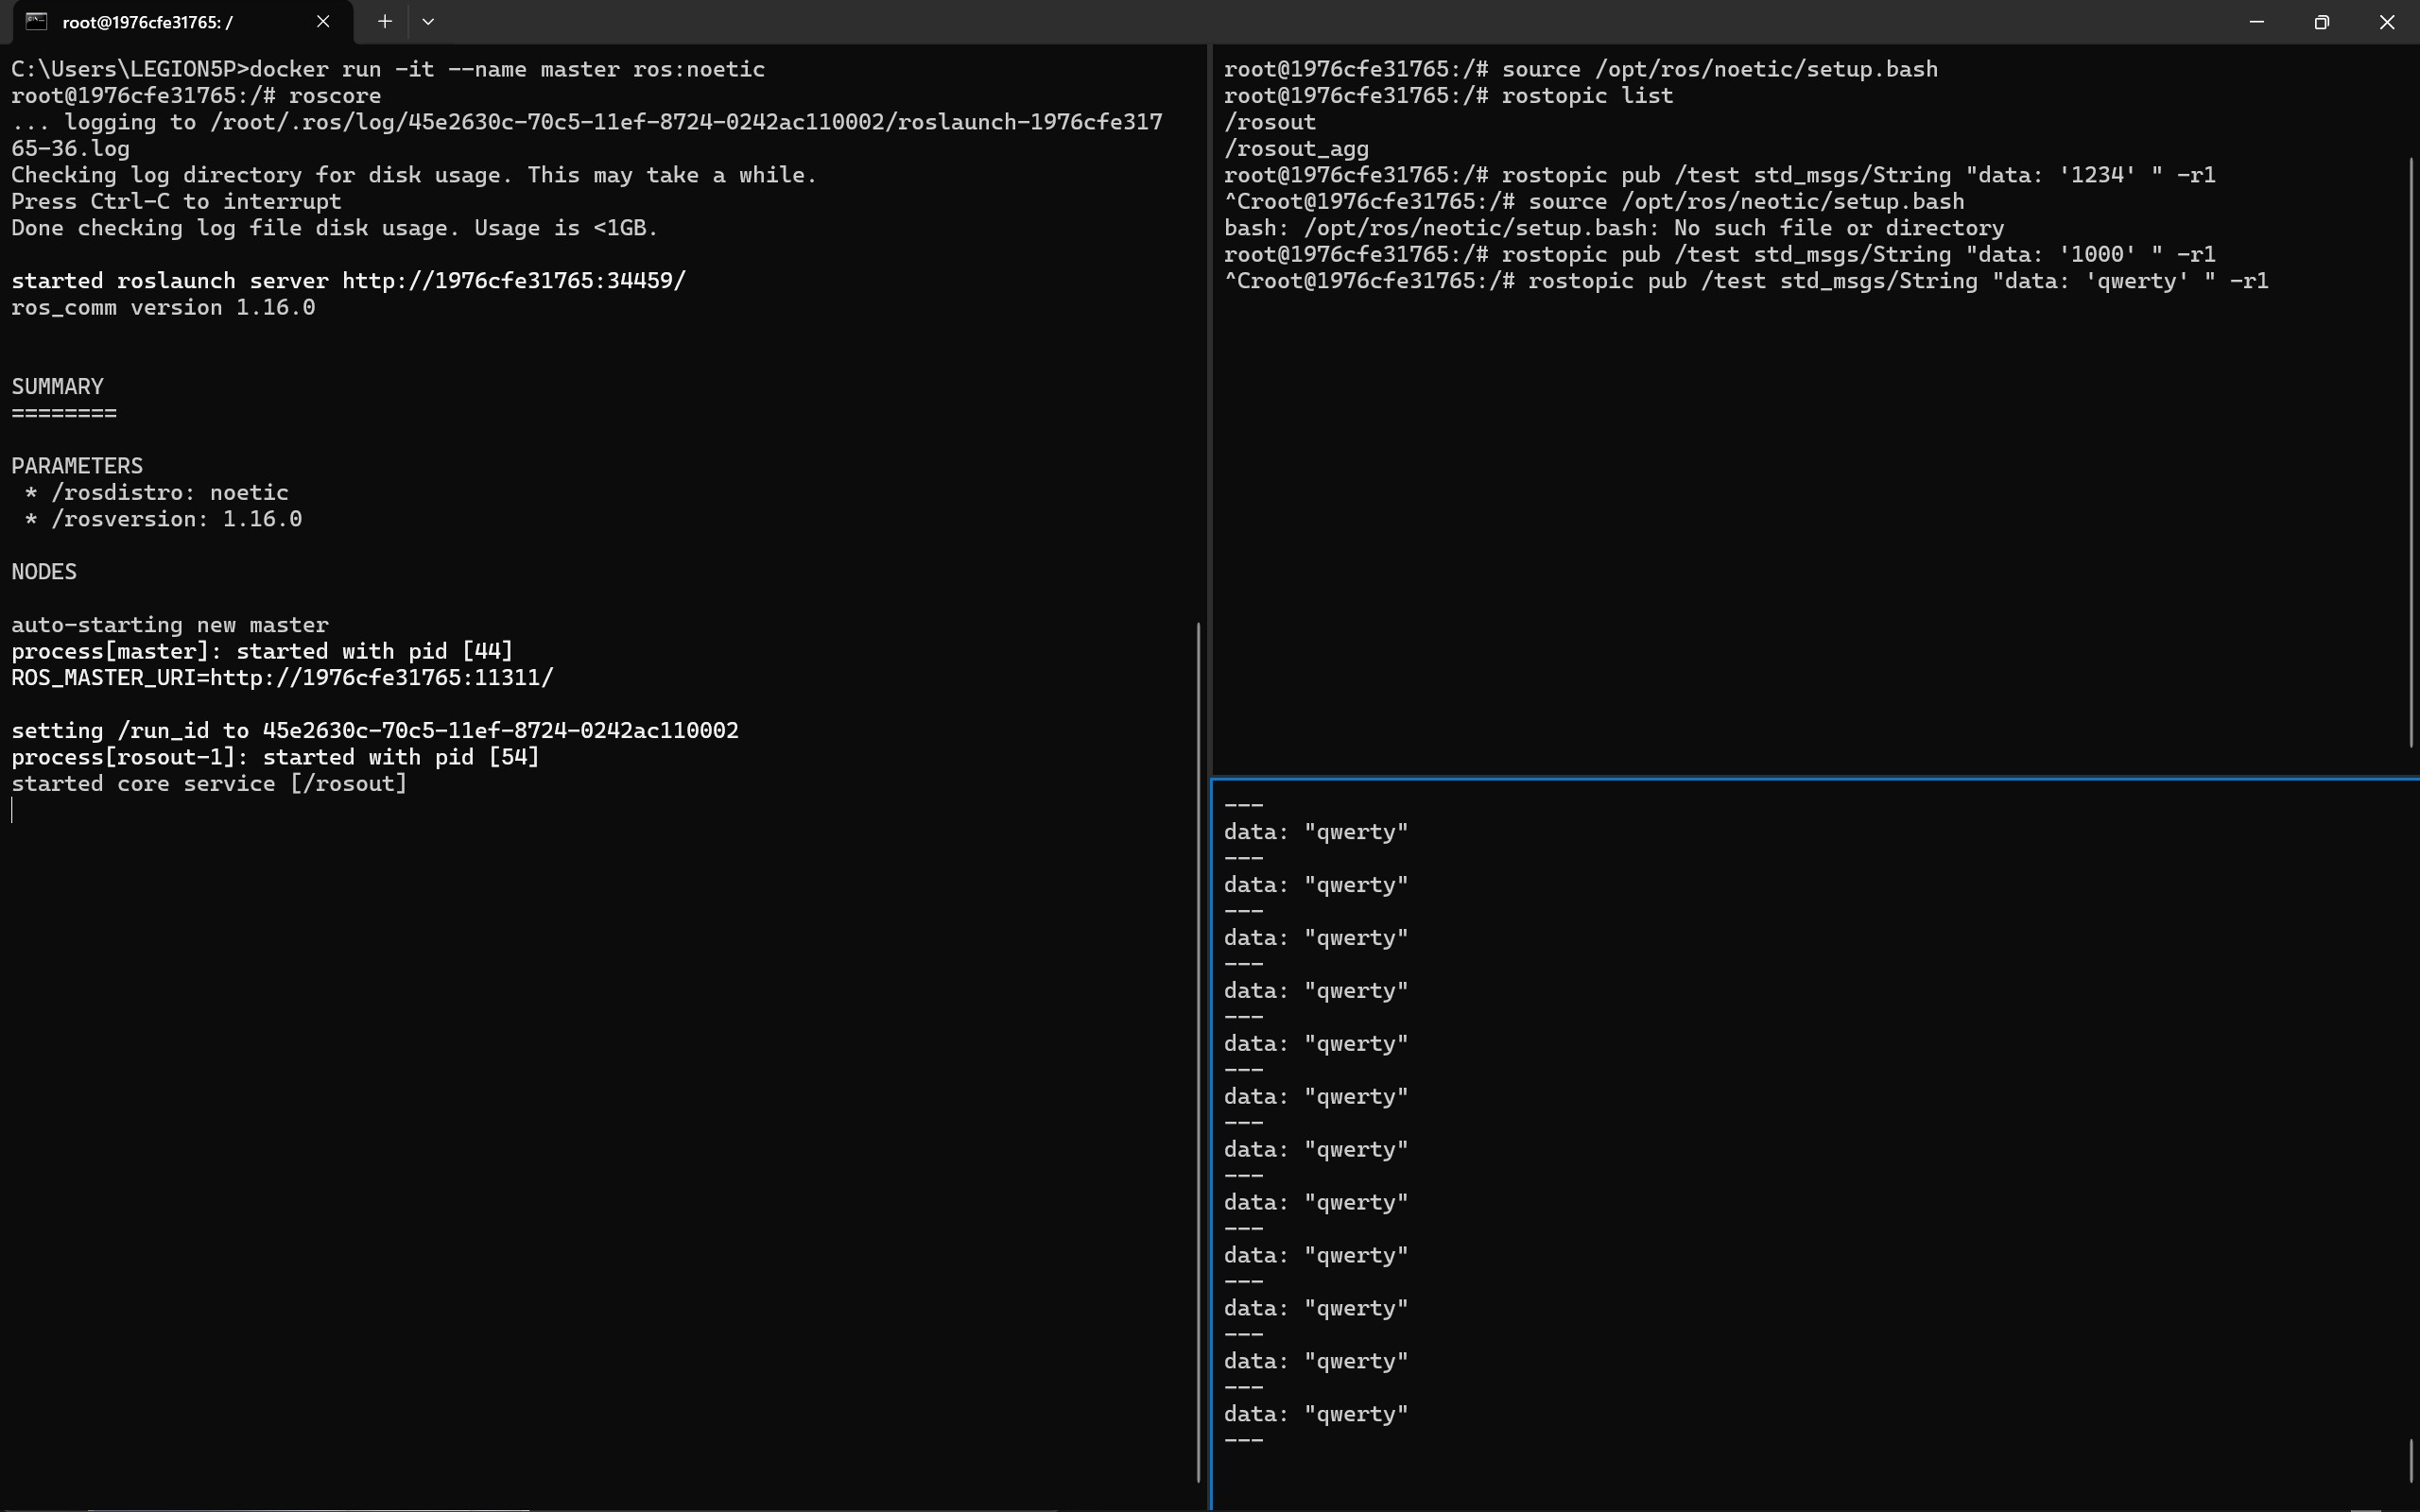 root@1976cfe31765: /
C:\Users\LEGION5P>docker run -it --name master ros:noetic
root@1976cfe31765:/# roscore
... logging to /root/.ros/log/45e2630c-70c5-11ef-8724-0242ac110002/roslaunch-1976cfe317
65-36.log
Checking log directory for disk usage. This may take a while.
Press Ctrl-C to interrupt
Done checking log file disk usage. Usage is <1GB.
started roslaunch server http://1976cfe31765:34459/
ros_comm version 1.16.0
SUMMARY
========
PARAMETERS
 * /rosdistro: noetic
 * /rosversion: 1.16.0
NODES
auto-starting new master
process[master]: started with pid [44]
ROS_MASTER_URI=http://1976cfe31765:11311/
setting /run_id to 45e2630c-70c5-11ef-8724-0242ac110002
process[rosout-1]: started with pid [54]
started core service [/rosout]
root@1976cfe31765:/# source /opt/ros/noetic/setup.bash
root@1976cfe31765:/# rostopic list
/rosout
/rosout_agg
root@1976cfe31765:/# rostopic pub /test std_msgs/String "data: '1234' " -r1
^Croot@1976cfe31765:/# source /opt/ros/neotic/setup.bash
bash: /opt/ros/neotic/setup.bash: No such file or directory
root@1976cfe31765:/# rostopic pub /test std_msgs/String "data: '1000' " -r1
^Croot@1976cfe31765:/# rostopic pub /test std_msgs/String "data: 'qwerty' " -r1
---
data: "qwerty"
---
data: "qwerty"
---
data: "qwerty"
---
data: "qwerty"
---
data: "qwerty"
---
data: "qwerty"
---
data: "qwerty"
---
data: "qwerty"
---
data: "qwerty"
---
data: "qwerty"
---
data: "qwerty"
---
data: "qwerty"
---